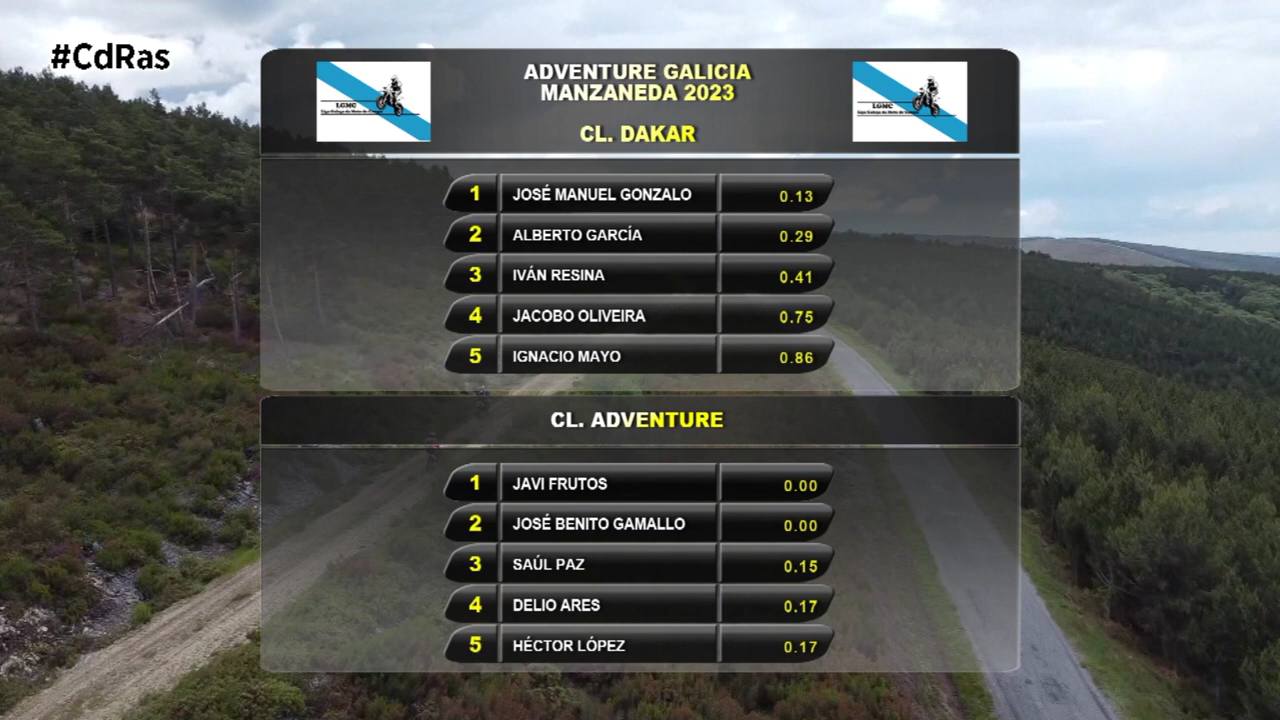 #CdRas
ADVENTURE GALICIA
MANZANEDA 2023
CL. DAKAR
LGMC
LGMC
1 JOSÉ MANUEL GONZALO 0.13
2 ALBERTO GARCÍA 0.29
3 IVÁN RESINA 0.41
4 JACOBO OLIVEIRA 0.75
5 IGNACIO MAYO 0.86
CL. ADVENTURE
1 JAVI FRUTOS 0.00
2 JOSÉ BENITO GAMALLO 0.00
3 SAÚL PAZ 0.15
4 DELIO ARES 0.17
5 HÉCTOR LÓPEZ 0.17